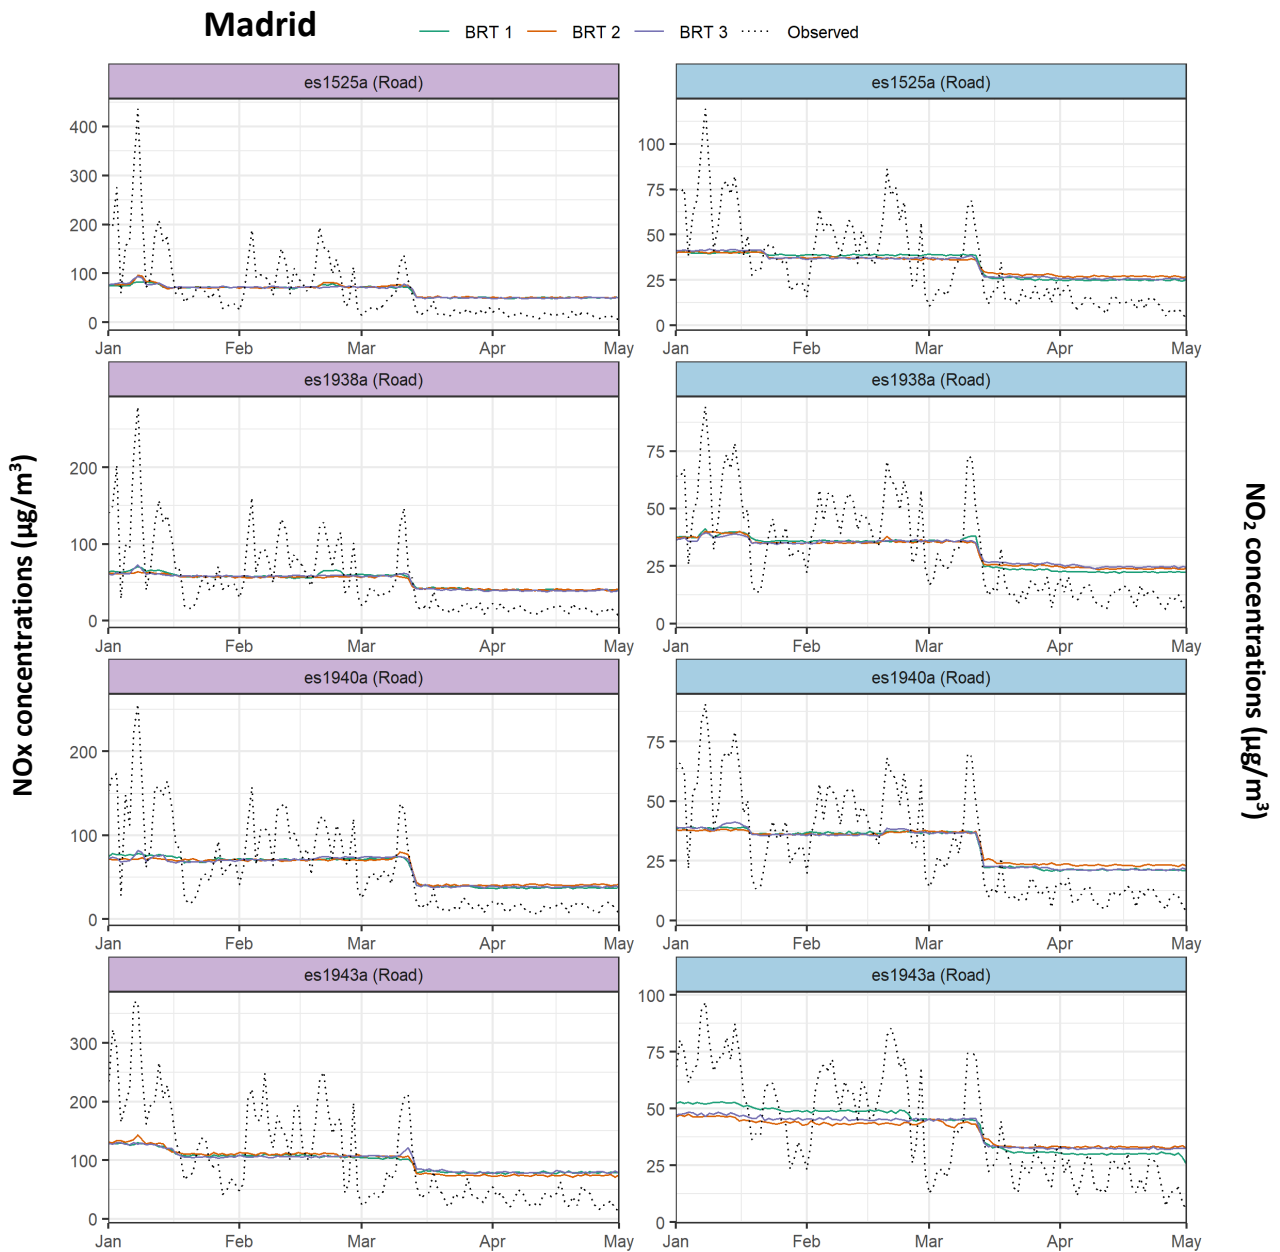 Madrid
BRT 1 BRT 2 BRT 3 Observed
NOx concentrations (µg/m³)
NO₂ concentrations (µg/m³)
es1525a (Road)
400
300
200
100
0
Jan Feb Mar Apr May
es1525a (Road)
100
75
50
25
0
Jan Feb Mar Apr May
es1938a (Road)
200
100
0
Jan Feb Mar Apr May
es1938a (Road)
75
50
25
0
Jan Feb Mar Apr May
es1940a (Road)
200
100
0
Jan Feb Mar Apr May
es1940a (Road)
75
50
25
0
Jan Feb Mar Apr May
es1943a (Road)
300
200
100
0
Jan Feb Mar Apr May
es1943a (Road)
100
75
50
25
0
Jan Feb Mar Apr May